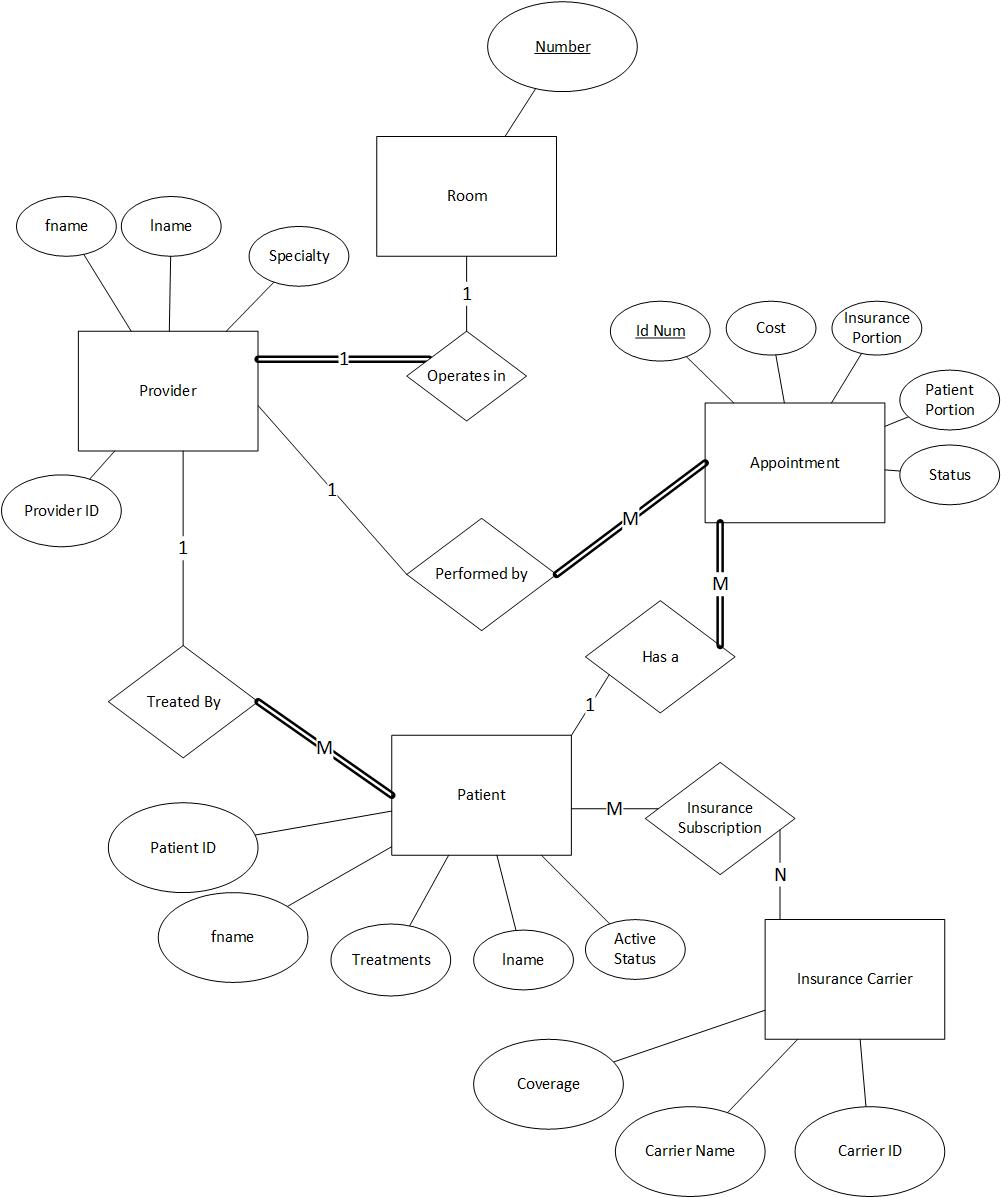 Number
Room
fname
lname
Specialty
1
Id Num
Cost
Insurance
Portion
Provider
1
Operates in
Patient
Portion
Appointment
Status
Provider ID
1
M
1
Performed by
M
Has a
Treated By
1
M
Patient
M
Insurance
Subscription
Patient ID
N
fname
Treatments
lname
Active
Status
Insurance Carrier
Coverage
Carrier Name
Carrier ID